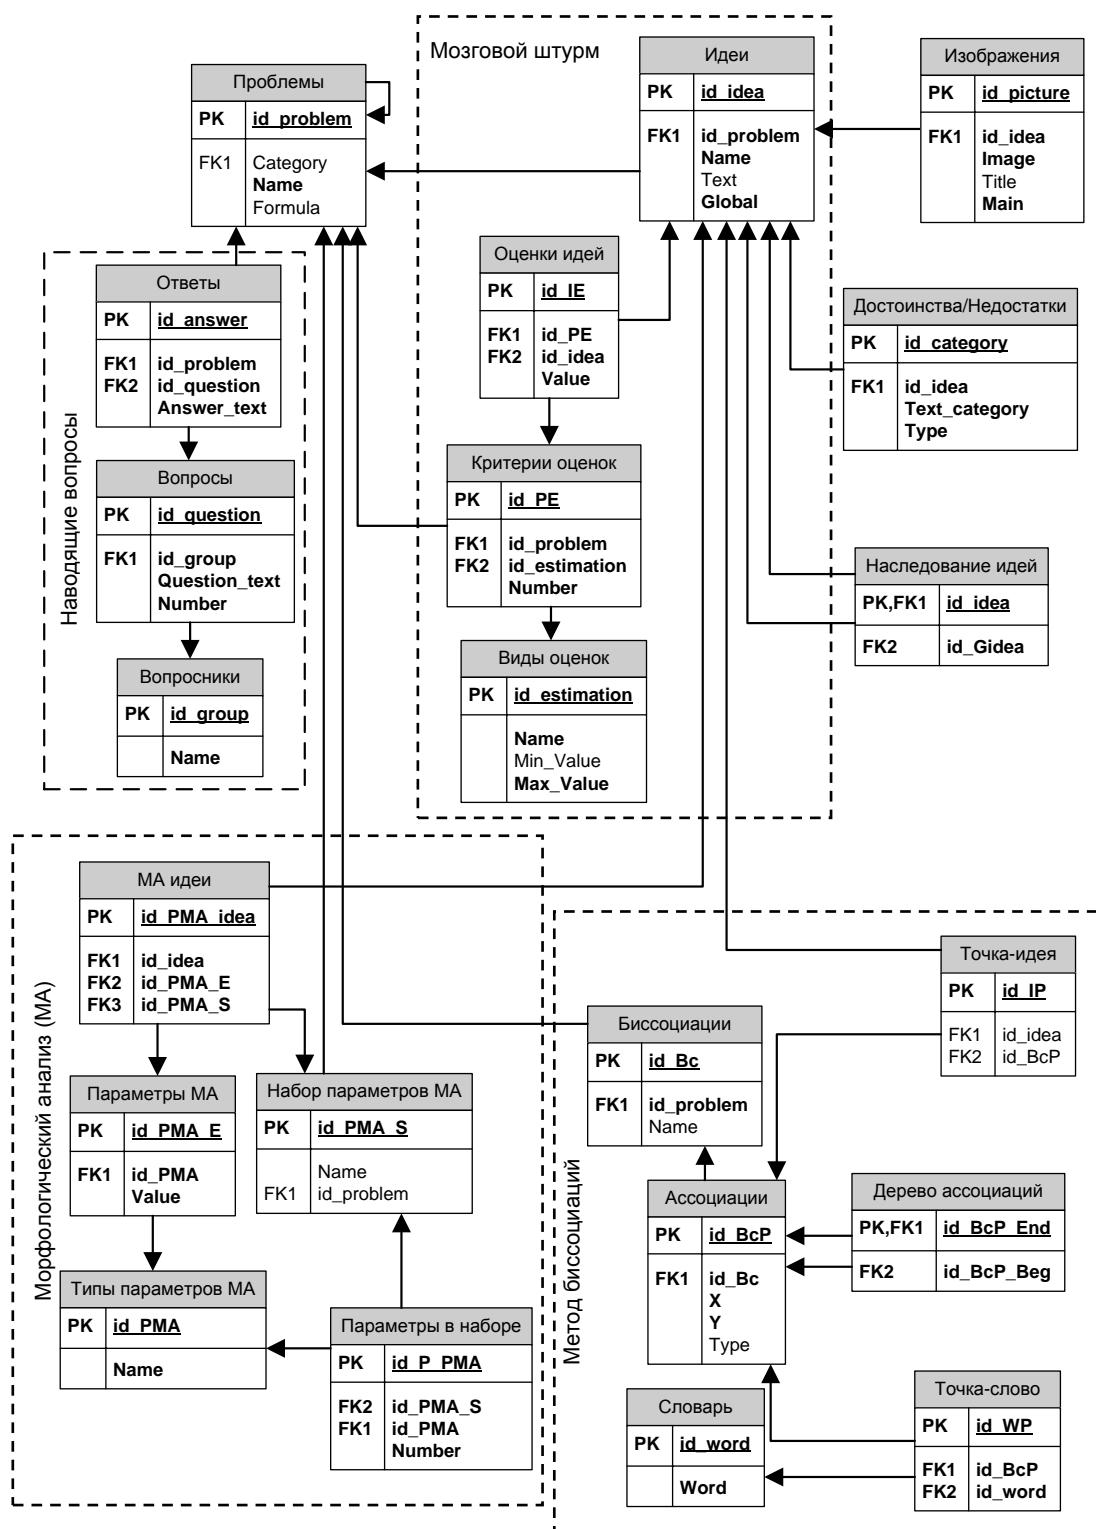 Мозговой штурм
Проблемы
PK id_problem
FK1 Category
Name
Formula
Идеи
PK id_idea
FK1 id_problem
Name
Text
Global
Изображения
PK id_picture
FK1 id_idea
Image
Title
Main
Наводящие вопросы
Ответы
PK id_answer
FK1 id_problem
FK2 id_question
Answer_text
Вопросы
PK id_question
FK1 id_group
Question_text
Number
Вопросники
PK id_group
Name
Оценки идей
PK id_IE
FK1 id_PE
FK2 id_idea
Value
Критерии оценок
PK id_PE
FK1 id_problem
FK2 id_estimation
Number
Виды оценок
PK id_estimation
Name
Min_Value
Max_Value
Достоинства/Недостатки
PK id_category
FK1 id_idea
Text_category
Type
Наследование идей
PK,FK1 id_idea
FK2 id_Gidea
Морфологический анализ (МА)
МА идеи
PK id_PMA_idea
FK1 id_idea
FK2 id_PMA_E
FK3 id_PMA_S
Параметры МА
PK id_PMA_E
FK1 id_PMA
Value
Набор параметров МА
PK id_PMA_S
Name
FK1 id_problem
Типы параметров МА
PK id_PMA
Name
Параметры в наборе
PK id_P_PMA
FK2 id_PMA_S
FK1 id_PMA
Number
Метод биссоциаций
Точка-идея
PK id_IP
FK1 id_idea
FK2 id_BcP
Биссоциации
PK id_Bc
FK1 id_problem
Name
Ассоциации
PK id_BcP
FK1 id_Bc
X
Y
Type
Дерево ассоциаций
PK,FK1 id_BcP_End
FK2 id_BcP_Beg
Словарь
PK id_word
Word
Точка-слово
PK id_WP
FK1 id_BcP
FK2 id_word